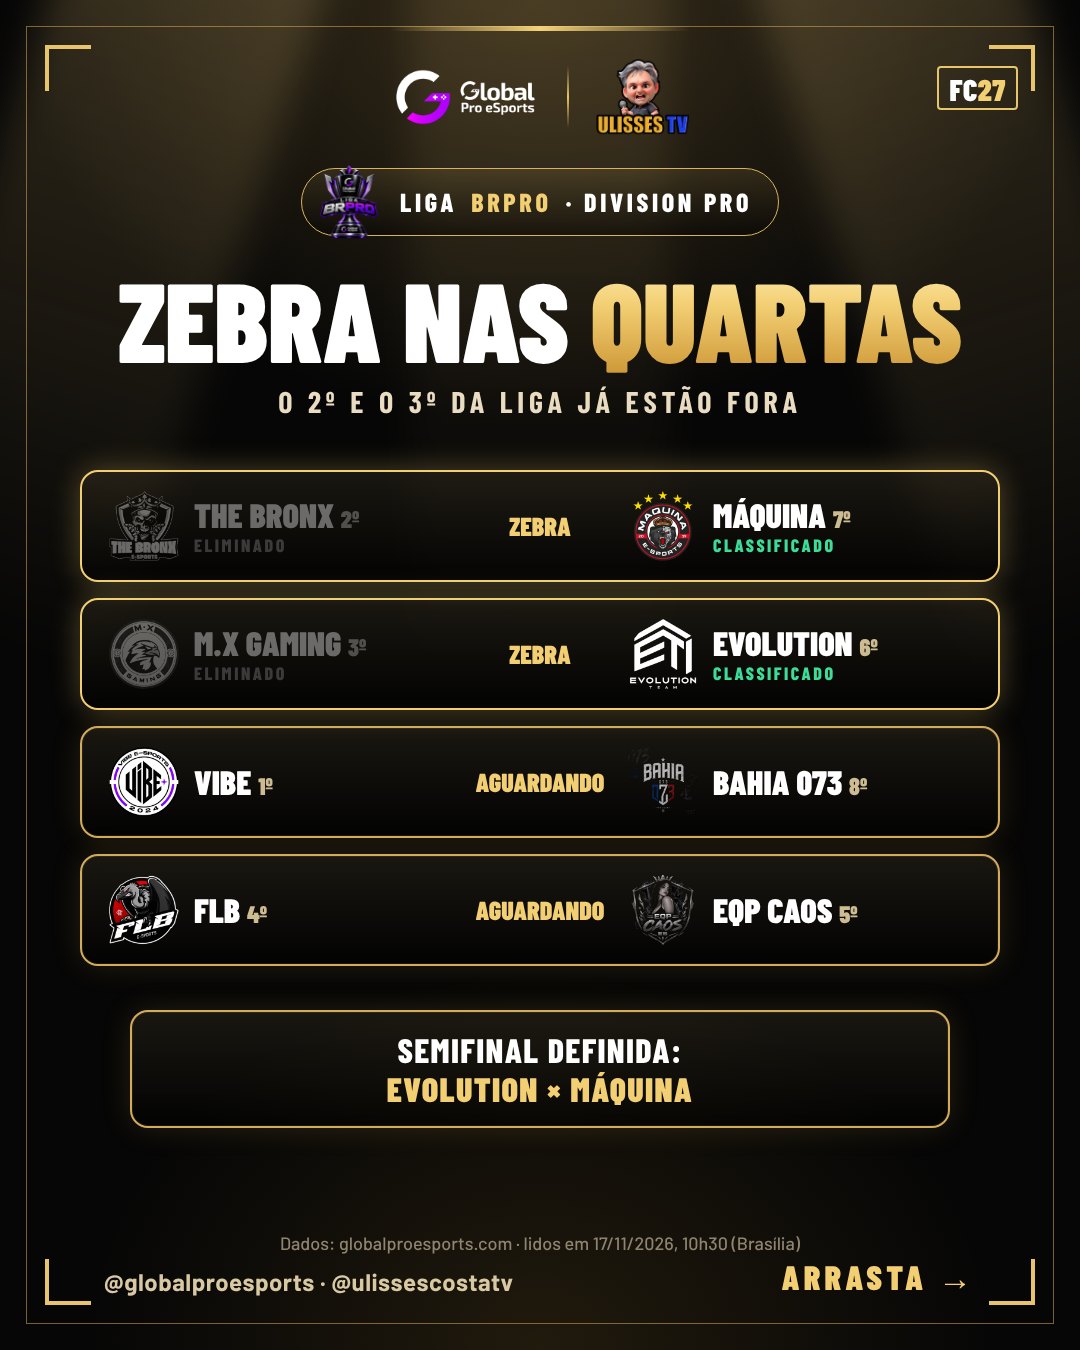 Global
Pro eSports
ULISSES TV
FC27
LIGA BRPRO · DIVISION PRO
ZEBRA NAS QUARTAS
O 2º E O 3º DA LIGA JÁ ESTÃO FORA
THE BRONX 2º
ELIMINADO
ZEBRA
MÁQUINA 7º
CLASSIFICADO
M.X GAMING 3º
ELIMINADO
ZEBRA
EVOLUTION 6º
CLASSIFICADO
EVOLUTION
TEAM
VIBE 1º
AGUARDANDO
BAHIA 073 8º
FLB 4º
AGUARDANDO
EQP CAOS 5º
SEMIFINAL DEFINIDA:
EVOLUTION × MÁQUINA
Dados: globalproesports.com · lidos em 17/11/2026, 10h30 (Brasília)
@globalproesports · @ulissescostatv
ARRASTA →